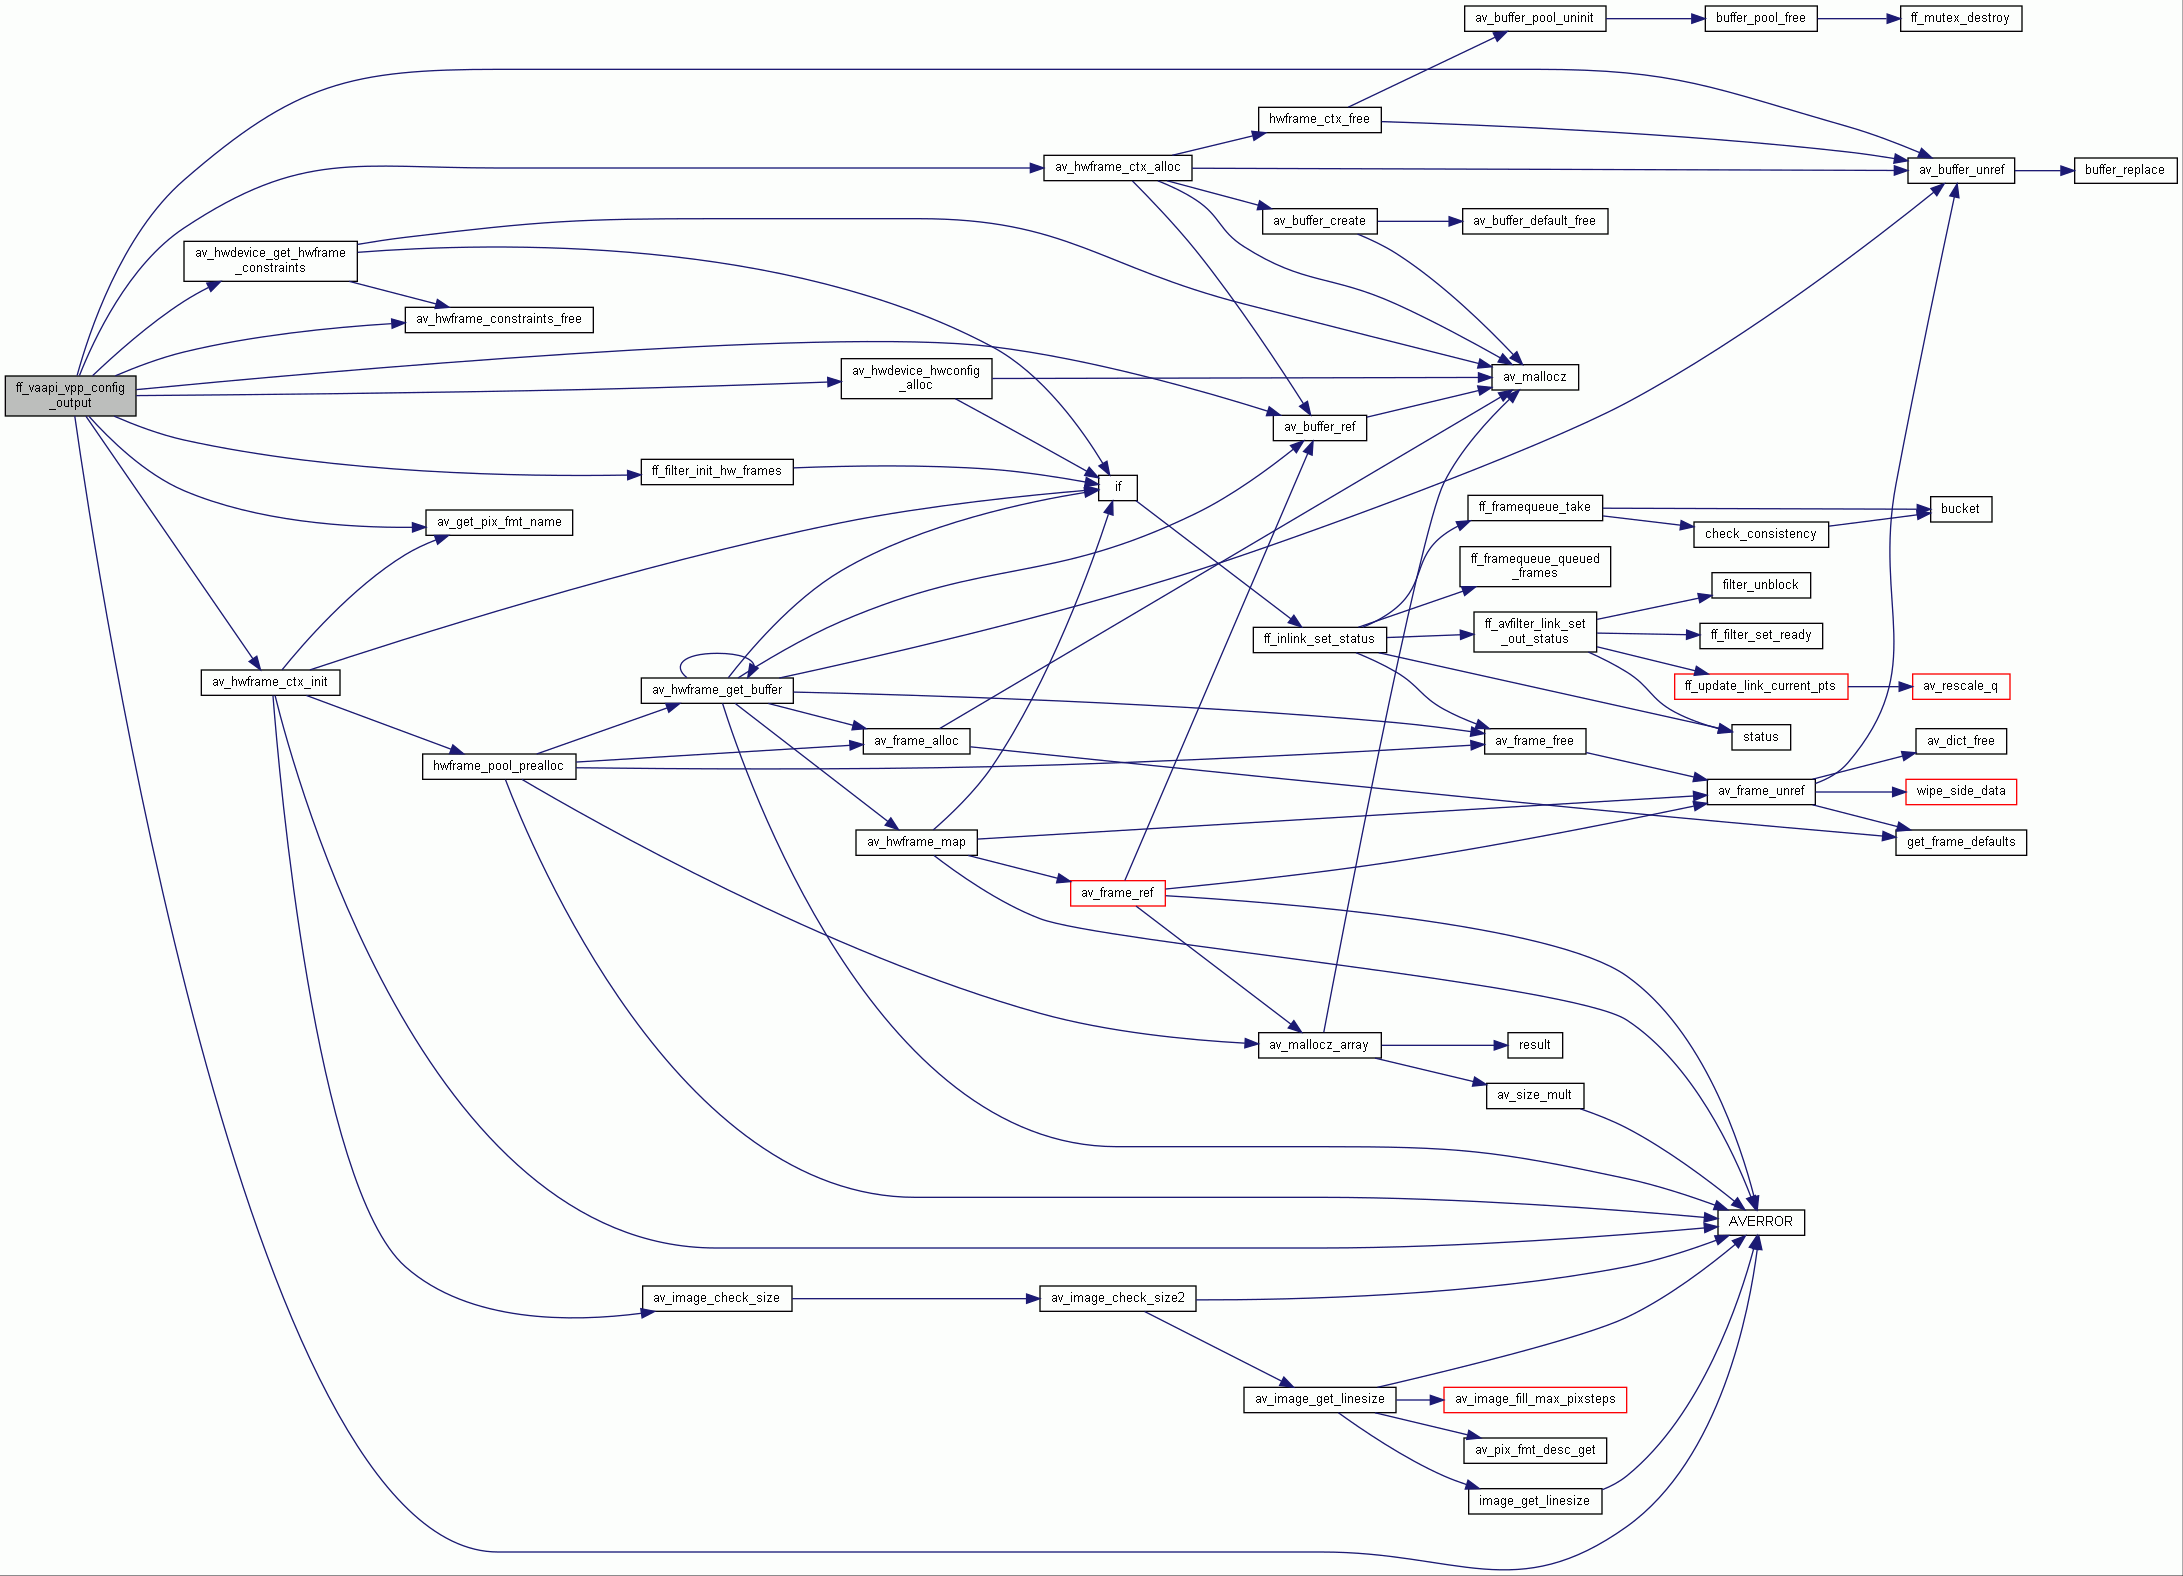 av_buffer_pool_uninit
buffer_pool_free
ff_mutex_destroy
hwframe_ctx_free
av_hwframe_ctx_alloc
av_buffer_unref
buffer_replace
av_buffer_create
av_buffer_default_free
av_hwdevice_get_hwframe
_constraints
av_hwframe_constraints_free
ff_vaapi_vpp_config
_output
av_hwdevice_hwconfig
_alloc
av_mallocz
av_buffer_ref
ff_filter_init_hw_frames
if
av_get_pix_fmt_name
ff_framequeue_take
bucket
check_consistency
ff_framequeue_queued
_frames
filter_unblock
ff_inlink_set_status
ff_avfilter_link_set
_out_status
ff_filter_set_ready
av_hwframe_ctx_init
av_hwframe_get_buffer
ff_update_link_current_pts
av_rescale_q
status
hwframe_pool_prealloc
av_frame_alloc
av_frame_free
av_dict_free
av_frame_unref
wipe_side_data
av_hwframe_map
get_frame_defaults
av_frame_ref
av_mallocz_array
result
av_size_mult
AVERROR
av_image_check_size
av_image_check_size2
av_image_get_linesize
av_image_fill_max_pixsteps
av_pix_fmt_desc_get
image_get_linesize